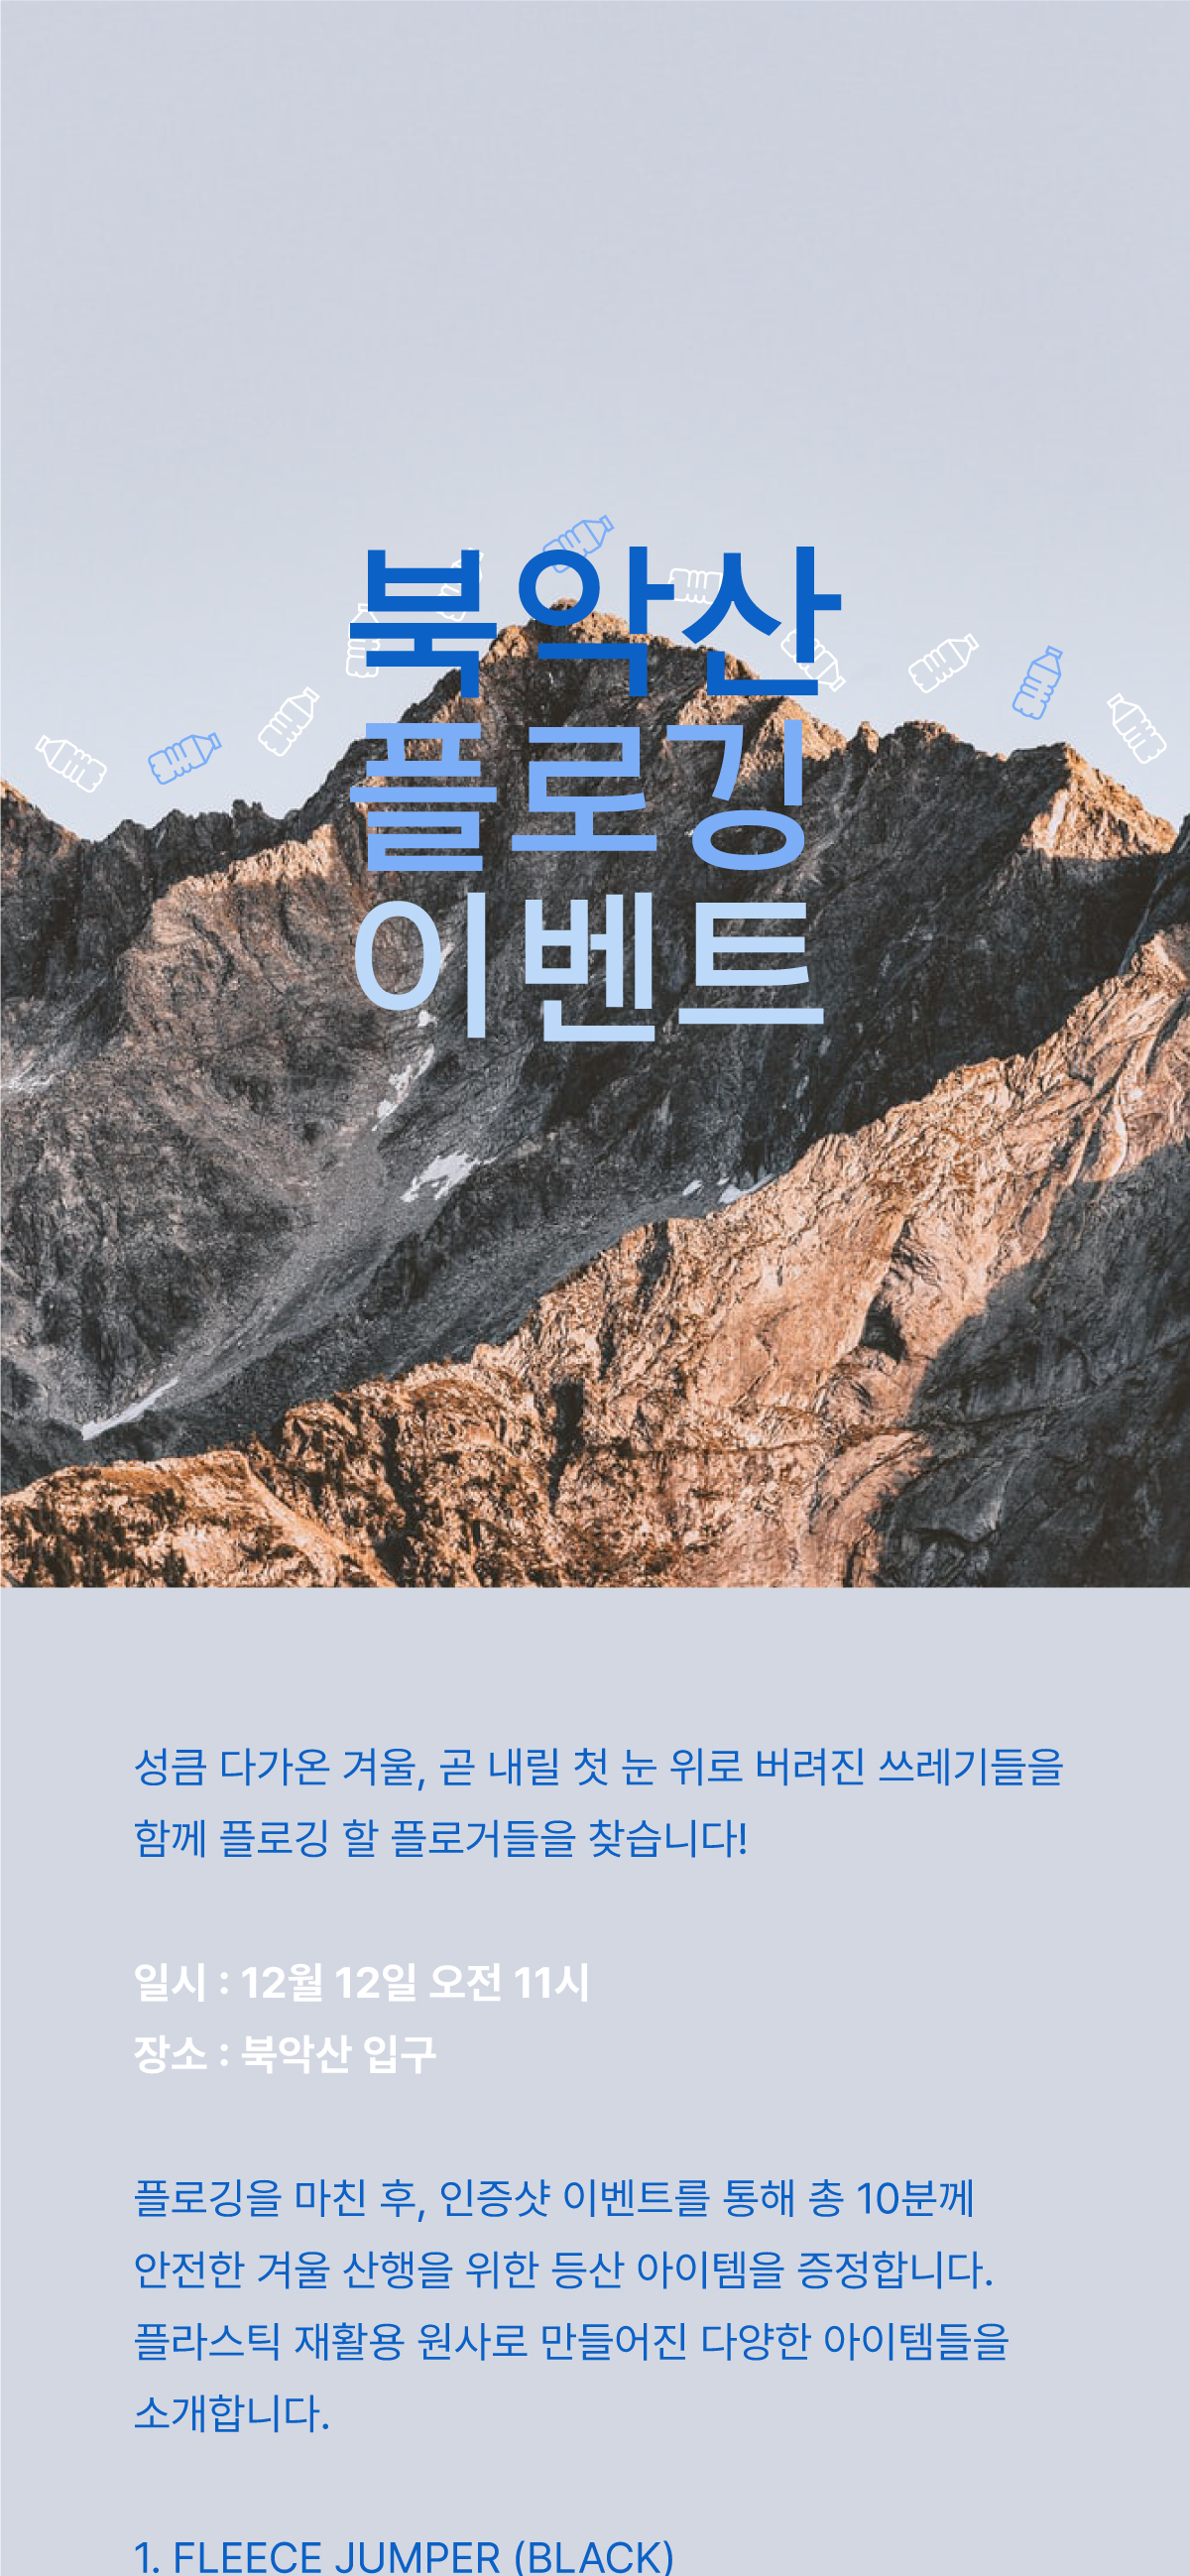 북악산
플로깅
이벤트
성큼 다가온 겨울, 곧 내릴 첫 눈 위로 버려진 쓰레기들을
함께 플로깅 할 플로거들을 찾습니다!
일시 : 12월 12일 오전 11시
장소 : 북악산 입구
플로깅을 마친 후, 인증샷 이벤트를 통해 총 10분께
안전한 겨울 산행을 위한 등산 아이템을 증정합니다.
플라스틱 재활용 원사로 만들어진 다양한 아이템들을
소개합니다.
1. FLEECE JUMPER (BLACK)